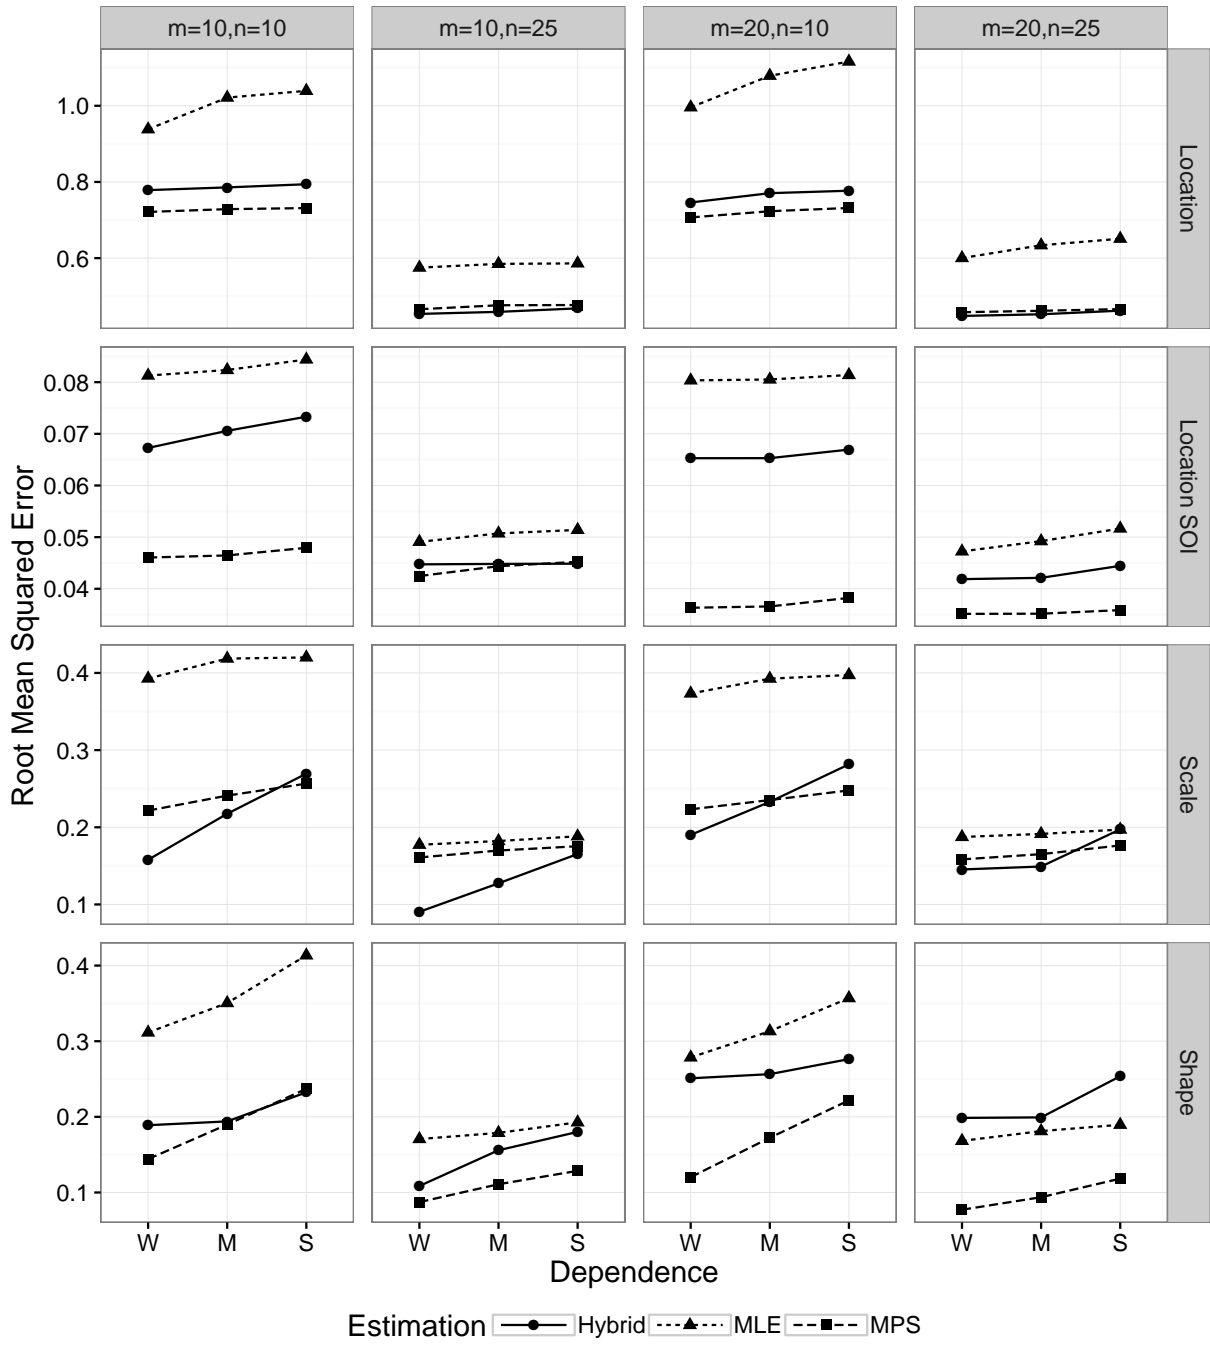 m=10,n=10 m=10,n=25 m=20,n=10 m=20,n=25
1.0
0.8
0.6
Location
0.08
0.07
0.06
0.05
0.04
Location SOI
0.4
0.3
0.2
0.1
Scale
0.4
0.3
0.2
0.1
Shape
Root Mean Squared Error
W M S W M S W M S W M S
Dependence
Estimation Hybrid MLE MPS